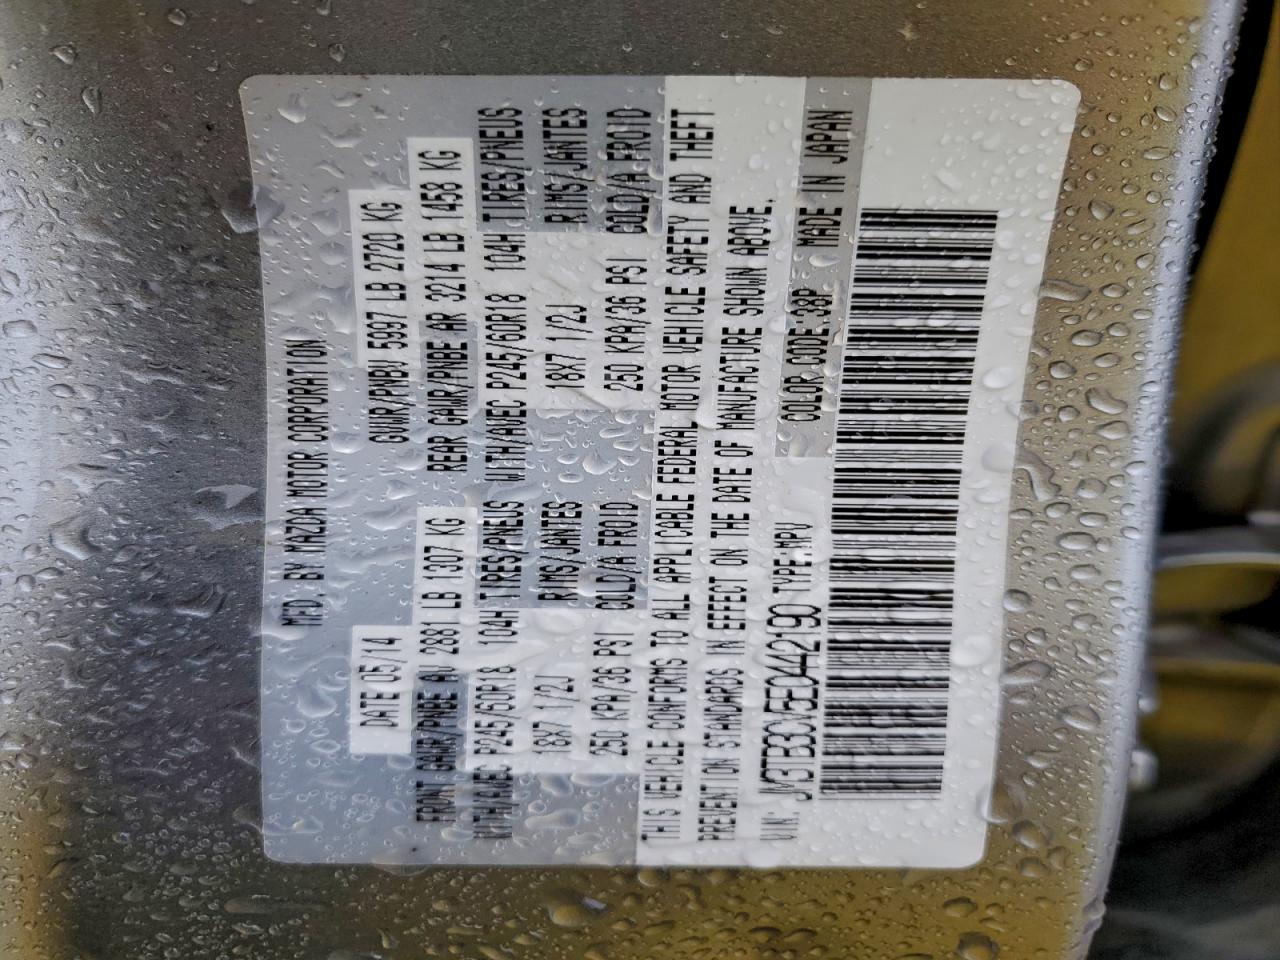 MFD. BY MAZDA MOTOR CORPORATION
DATE 05/14 GVWR/PNBV 5997 LB 2720 KG
FRONT GAWR/PNBE AV 2881 LB 1307 KG REAR GAWR/PNBE AR 3214 LB 1458 KG
WITH/AVEC P245/60R18 104H TIRES/PNEUS WITH/AVEC P245/60R18 104H TIRES/PNEUS
18X7 1/2J RIMS/JANTES 18X7 1/2J RIMS/JANTES
250 KPA/36 PSI COLD/A FROID 250 KPA/36 PSI COLD/A FROID
THIS VEHICLE CONFORMS TO ALL APPLICABLE FEDERAL MOTOR VEHICLE SAFETY AND THEFT
PREVENTION STANDARDS IN EFFECT ON THE DATE OF MANUFACTURE SHOWN ABOVE.
VIN: JM3TB3CV5E0442190 TYPE:MPV COLOR CODE:38P MADE IN JAPAN